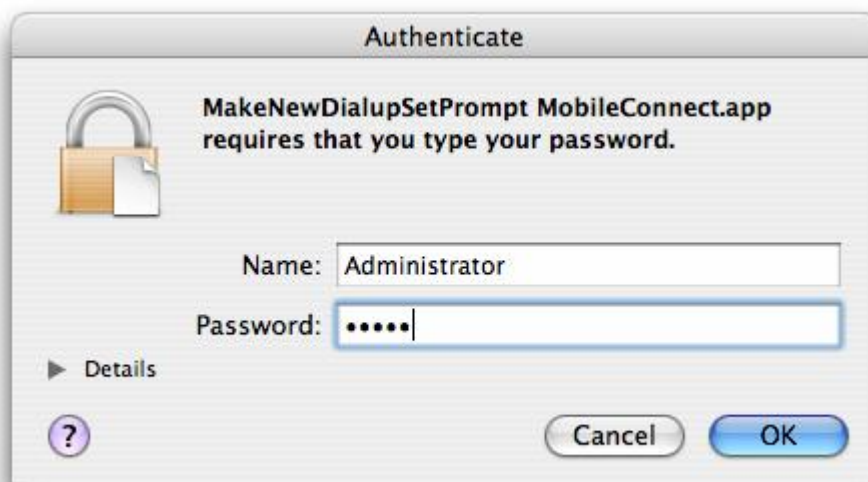 Authenticate
MakeNewDialupSetPrompt MobileConnect.app
requires that you type your password.
Name: Administrator
Password: •••••
Details
? Cancel OK